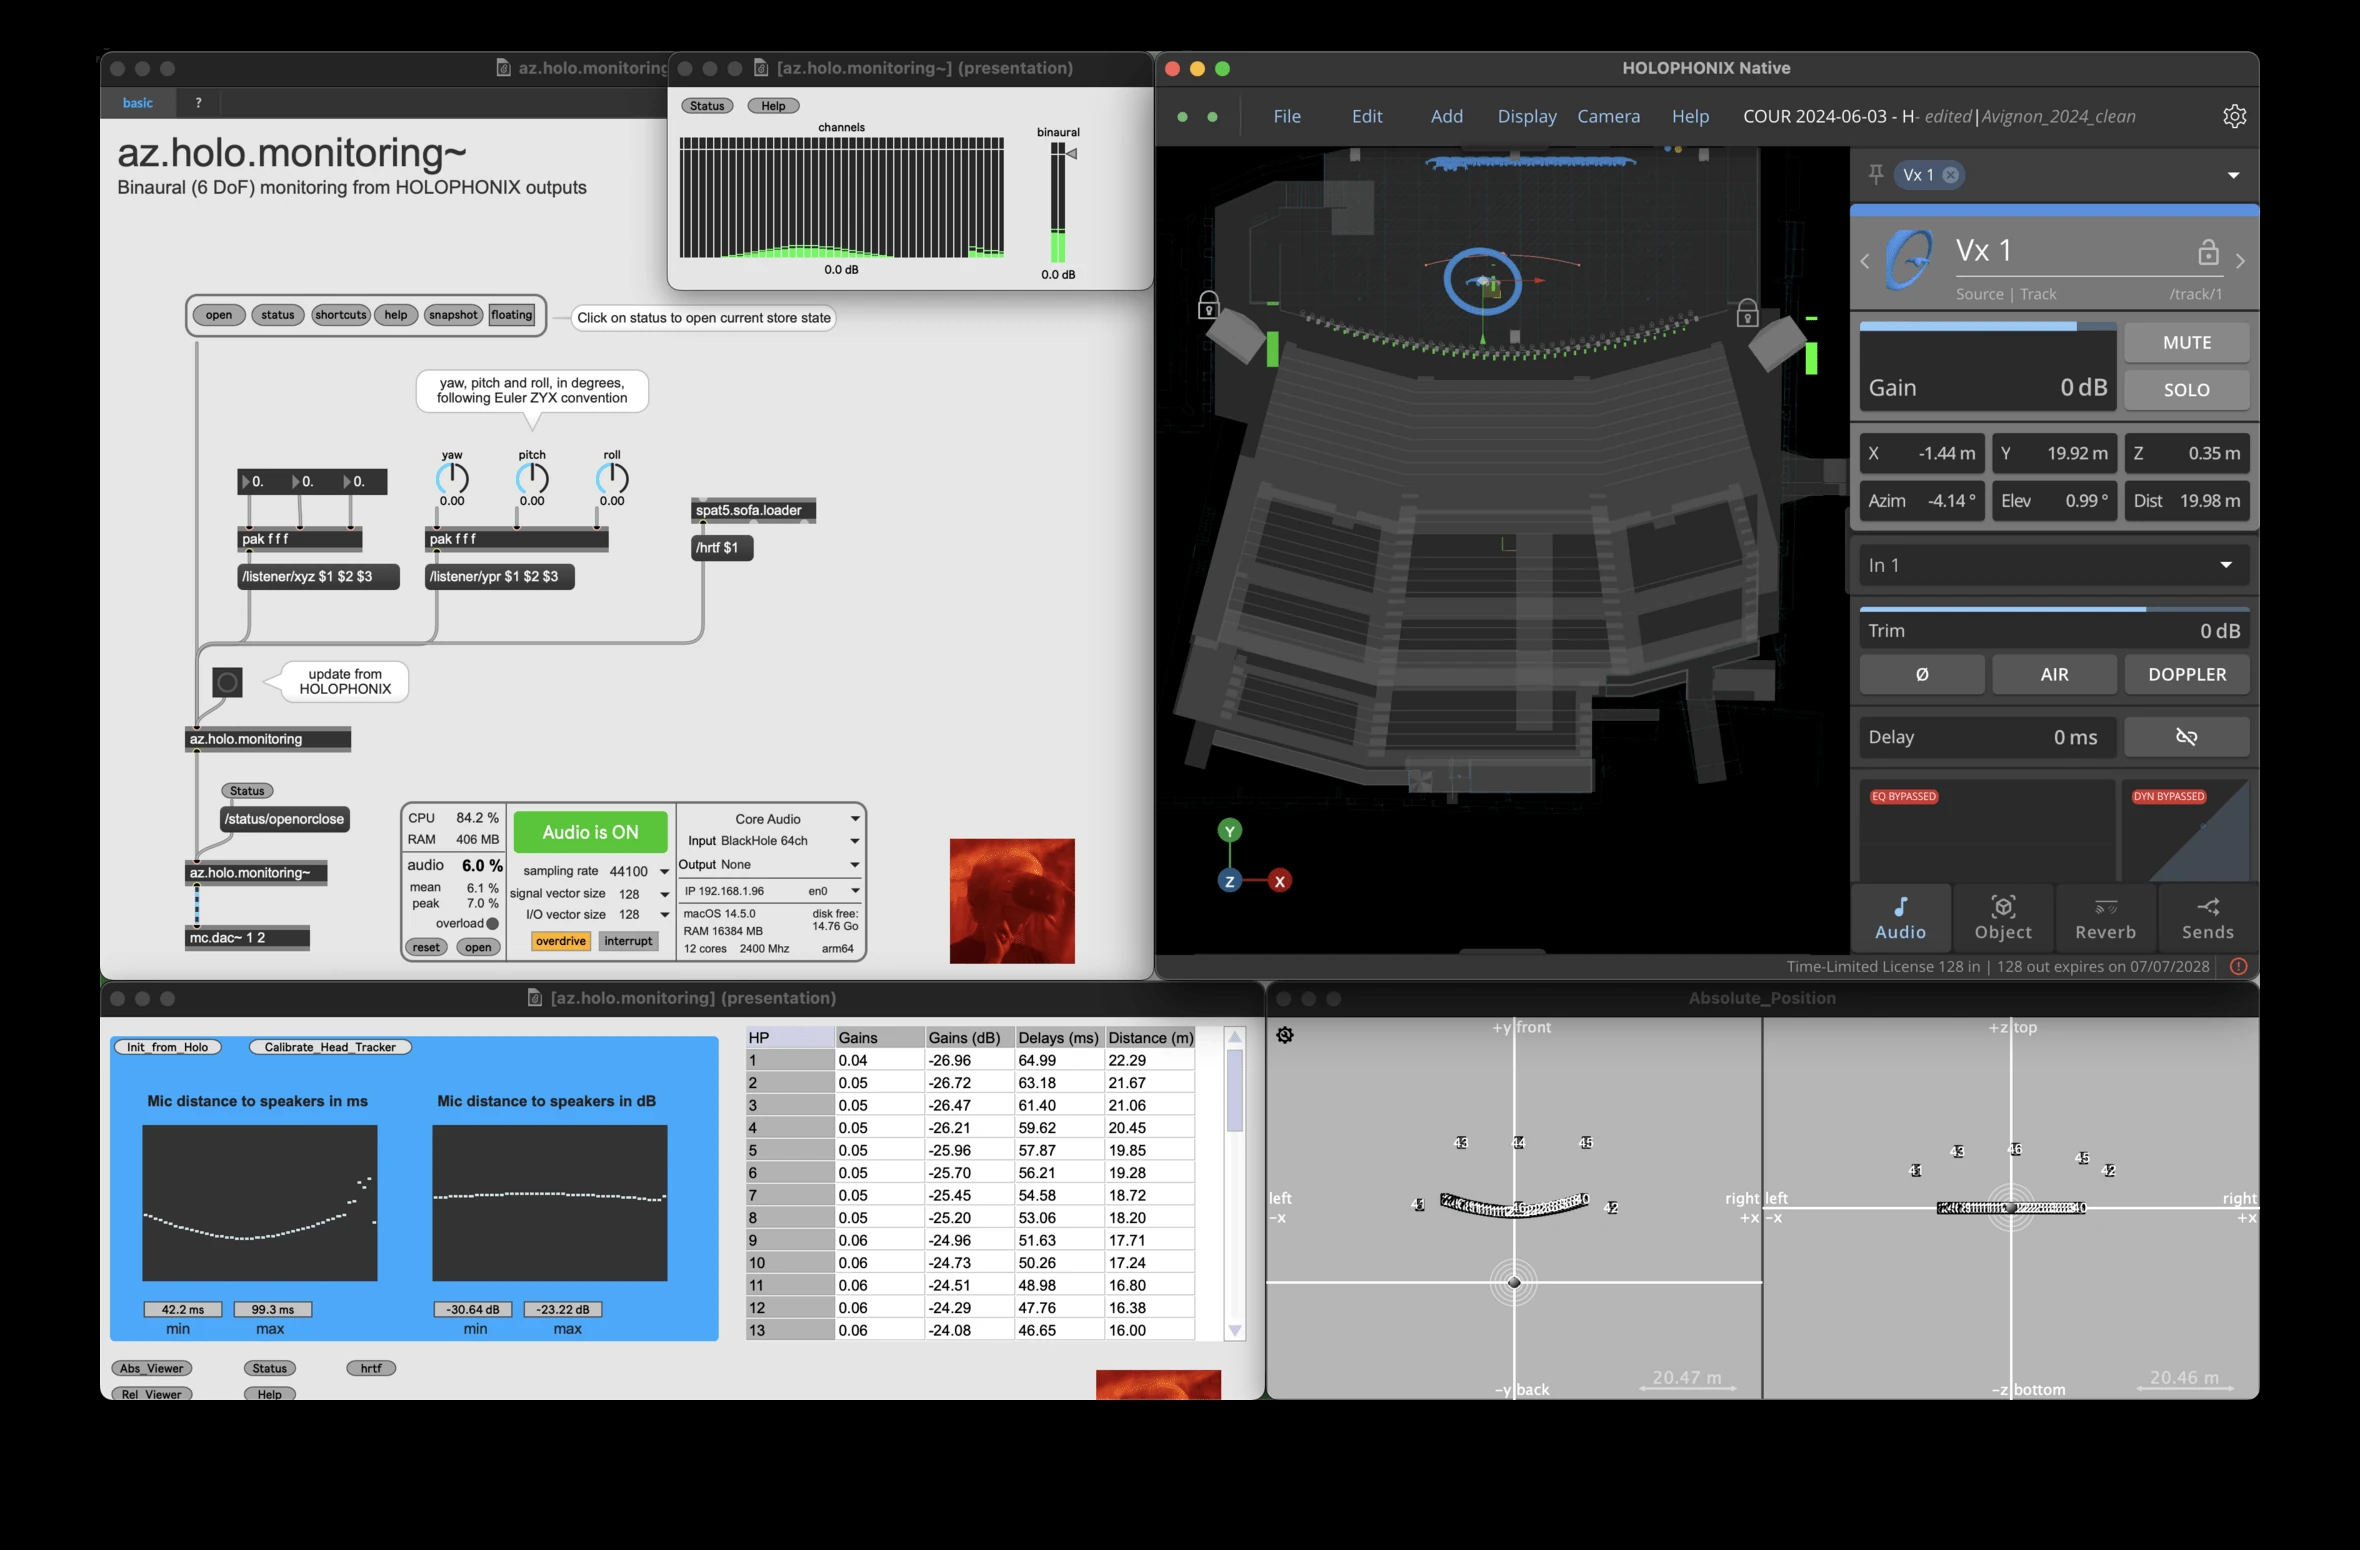 az.holo.monitoring
[az.holo.monitoring~] (presentation)
HOLOPHONIX Native
basic
?
az.holo.monitoring~
Binaural (6 DoF) monitoring from HOLOPHONIX outputs
Status
Help
channels
0.0 dB
binaural
0.0 dB
open
status
shortcuts
help
snapshot
floating
Click on status to open current store state
yaw, pitch and roll, in degrees,
following Euler ZYX convention
yaw
pitch
roll
0.
0.
0.
0.00
0.00
0.00
pak f f f
pak f f f
/listener/xyz $1 $2 $3
/listener/ypr $1 $2 $3
spat5.sofa.loader
/hrtf $1
update from
HOLOPHONIX
az.holo.monitoring
Status
/status/openorclose
az.holo.monitoring~
mc.dac~ 1 2
CPU 84.2 %
RAM 406 MB
audio 6.0 %
mean 6.1 %
peak 7.0 %
overload
reset
open
Audio is ON
sampling rate 44100
signal vector size 128
I/O vector size 128
overdrive
interrupt
Core Audio
Input BlackHole 64ch
Output None
IP 192.168.1.96 en0
macOS 14.5.0 disk free:
RAM 16384 MB 14.76 Go
12 cores 2400 Mhz arm64
File
Edit
Add
Display
Camera
Help
COUR 2024-06-03 - H- edited|Avignon_2024_clean
Y
Z
X
Vx 1
Vx 1
Source | Track
/track/1
Gain 0 dB
MUTE
SOLO
X -1.44 m
Y 19.92 m
Z 0.35 m
Azim -4.14 °
Elev 0.99 °
Dist 19.98 m
In 1
Trim 0 dB
Ø
AIR
DOPPLER
Delay 0 ms
EQ BYPASSED
DYN BYPASSED
Audio
Object
Reverb
Sends
Time-Limited License 128 in | 128 out expires on 07/07/2028
[az.holo.monitoring] (presentation)
Init_from_Holo
Calibrate_Head_Tracker
Mic distance to speakers in ms
Mic distance to speakers in dB
42.2 ms
99.3 ms
-30.64 dB
-23.22 dB
min
max
min
max
Abs_Viewer
Status
hrtf
Rel_Viewer
Help
HP Gains Gains (dB) Delays (ms) Distance (m)
1 0.04 -26.96 64.99 22.29
2 0.05 -26.72 63.18 21.67
3 0.05 -26.47 61.40 21.06
4 0.05 -26.21 59.62 20.45
5 0.05 -25.96 57.87 19.85
6 0.05 -25.70 56.21 19.28
7 0.05 -25.45 54.58 18.72
8 0.05 -25.20 53.06 18.20
9 0.06 -24.96 51.63 17.71
10 0.06 -24.73 50.26 17.24
11 0.06 -24.51 48.98 16.80
12 0.06 -24.29 47.76 16.38
13 0.06 -24.08 46.65 16.00
Absolute_Position
+y front
43
44
45
left
-x
41
42
right
+x
-y back
20.47 m
+z top
41
43
46
45
42
left
-x
right
+x
-z bottom
20.46 m